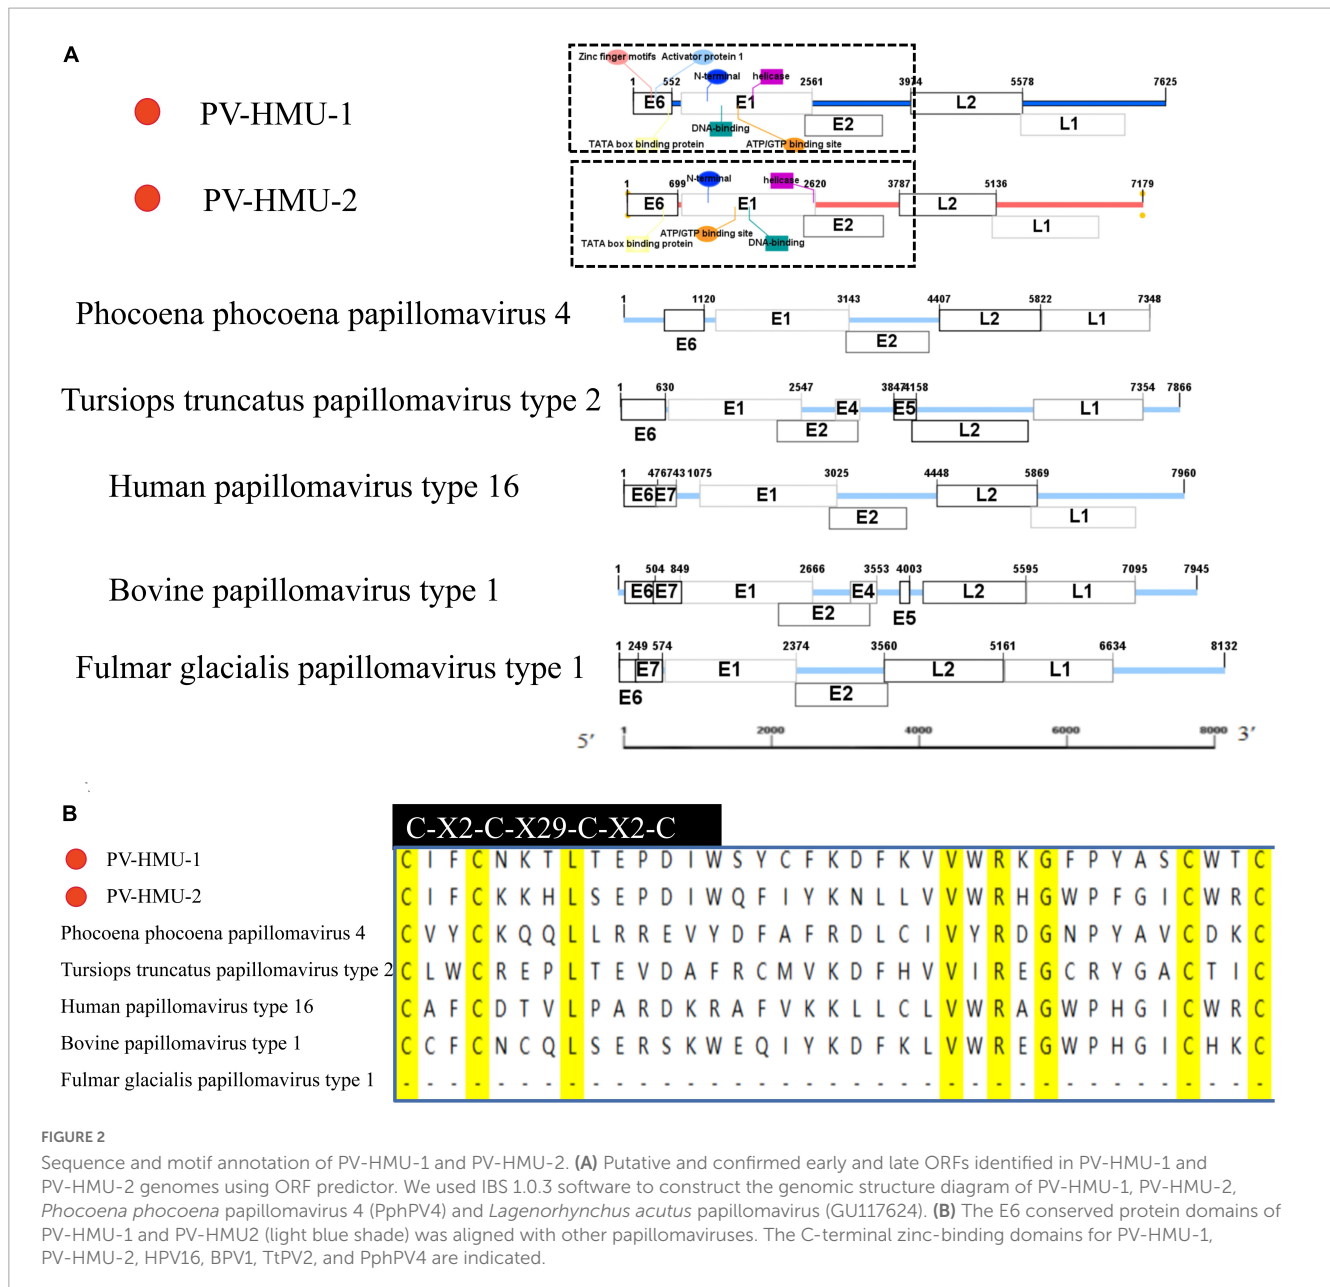 A
Zinc finger motifs Activator protein 1
N-terminal helicase
1 552 2561 3974 5578 7625
PV-HMU-1
E6 E1 L2
E2 L1
DNA-binding
TATA box binding protein ATP/GTP binding site
N-terminal helicase
1 699 2620 3787 5136 7179
PV-HMU-2
E6 E1 L2
E2 L1
ATP/GTP binding site
TATA box binding protein DNA-binding
1 1120 3143 4407 5822 7348
Phocoena phocoena papillomavirus 4
E1 L2 L1
E6 E2
1 630 2547 3847 4158 7354 7866
Tursiops truncatus papillomavirus type 2
E1 E4 E5 L1
E6 E2 L2
1 476 743 1075 3025 4448 5869 7960
Human papillomavirus type 16
E6 E7 E1 L2
E2 L1
1 504 849 2666 3553 4003 5595 7095 7945
Bovine papillomavirus type 1
E6 E7 E1 E4 L2 L1
E2 E5
1 249 574 2374 3560 5161 6634 8132
Fulmar glacialis papillomavirus type 1
E7 E1 L2 L1
E6 E2
5′ 1 2000 4000 6000 8000 3′
B
C-X2-C-X29-C-X2-C
PV-HMU-1 C I F C N K T L T E P D I W S Y C F K D F K V V W R K G F P Y A S C W T C
PV-HMU-2 C I F C K K H L S E P D I W Q F I Y K N L L V V W R H G W P F G I C W R C
Phocoena phocoena papillomavirus 4 C V Y C K Q Q L L R R E V Y D F A F R D L C I V Y R D G N P Y A V C D K C
Tursiops truncatus papillomavirus type 2 C L W C R E P L T E V D A F R C M V K D F H V V I R E G C R Y G A C T I C
Human papillomavirus type 16 C A F C D T V L P A R D K R A F V K K L L C L V W R A G W P H G I C W R C
Bovine papillomavirus type 1 C C F C N C Q L S E R S K W E Q I Y K D F K L V W R E G W P H G I C H K C
Fulmar glacialis papillomavirus type 1 - - - - - - - - - - - - - - - - - - - - - - - - - - - - - - - - - - - - -
FIGURE 2
Sequence and motif annotation of PV-HMU-1 and PV-HMU-2. (A) Putative and confirmed early and late ORFs identified in PV-HMU-1 and
PV-HMU-2 genomes using ORF predictor. We used IBS 1.0.3 software to construct the genomic structure diagram of PV-HMU-1, PV-HMU-2,
Phocoena phocoena papillomavirus 4 (PphPV4) and Lagenorhynchus acutus papillomavirus (GU117624). (B) The E6 conserved protein domains of
PV-HMU-1 and PV-HMU2 (light blue shade) was aligned with other papillomaviruses. The C-terminal zinc-binding domains for PV-HMU-1,
PV-HMU-2, HPV16, BPV1, TtPV2, and PphPV4 are indicated.